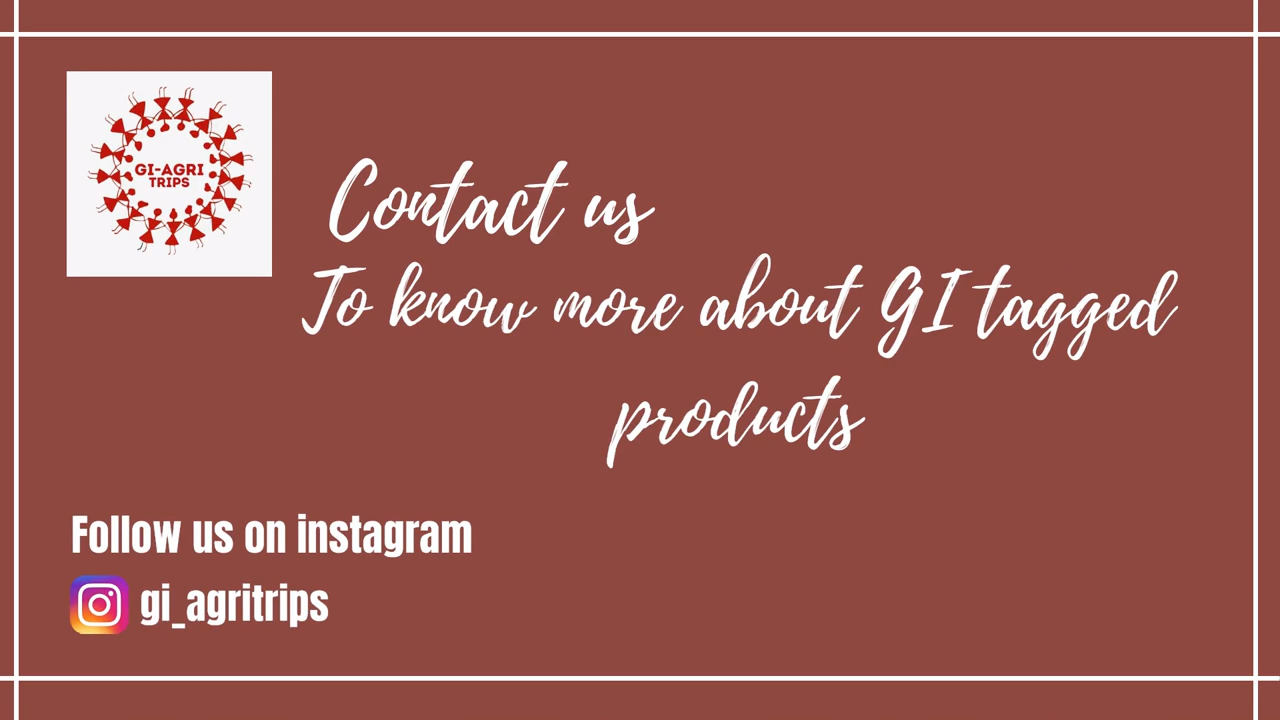 GI-AGRI
TRIPS
Contact us
To know more about GI tagged
products
Follow us on instagram
gi_agritrips